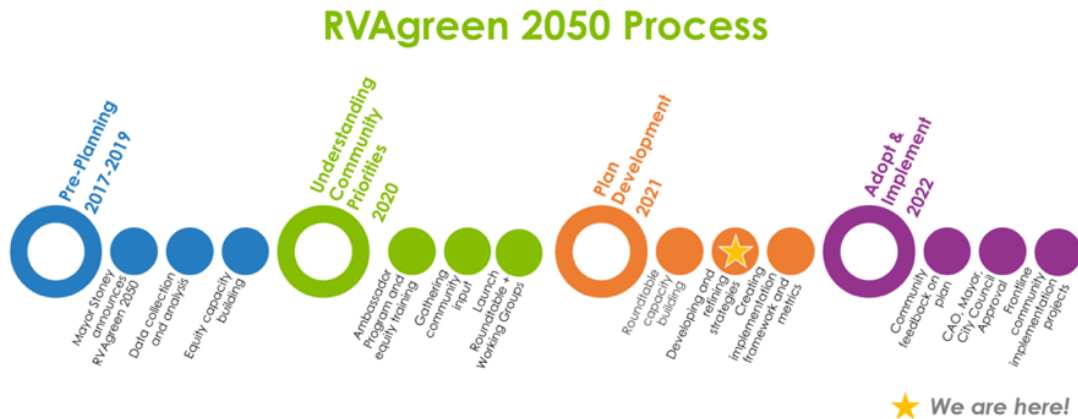 RVAgreen 2050 Process
Pre-Planning
2017-2019
Mayor Stoney
announces
RVAgreen 2050
Data collection
and analysis
Equity capacity
building
Understanding
Community
Priorities
2020
Ambassador
Program and
equity training
Gathering
community
input
Launch
Roundtable +
Working Groups
Plan
Development
2021
Roundtable
capacity
building
Developing and
refining
strategies
Creating
implementation
framework and
metrics
Adopt &
Implement
2022
Community
feedback on
plan
CAO, Mayor,
City Council
Approval
Frontline
community
implementation
projects
We are here!